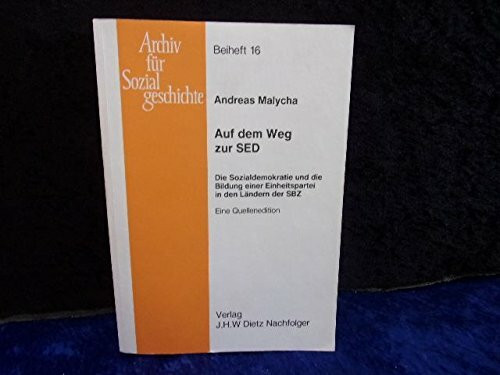 Archiv
für
Sozial
geschichte
Beiheft 16
Andreas Malycha
Auf dem Weg
zur SED
Die Sozialdemokratie und die
Bildung einer Einheitspartei
in den Ländern der SBZ
Eine Quellenedition
Verlag
J.H.W Dietz Nachfolger